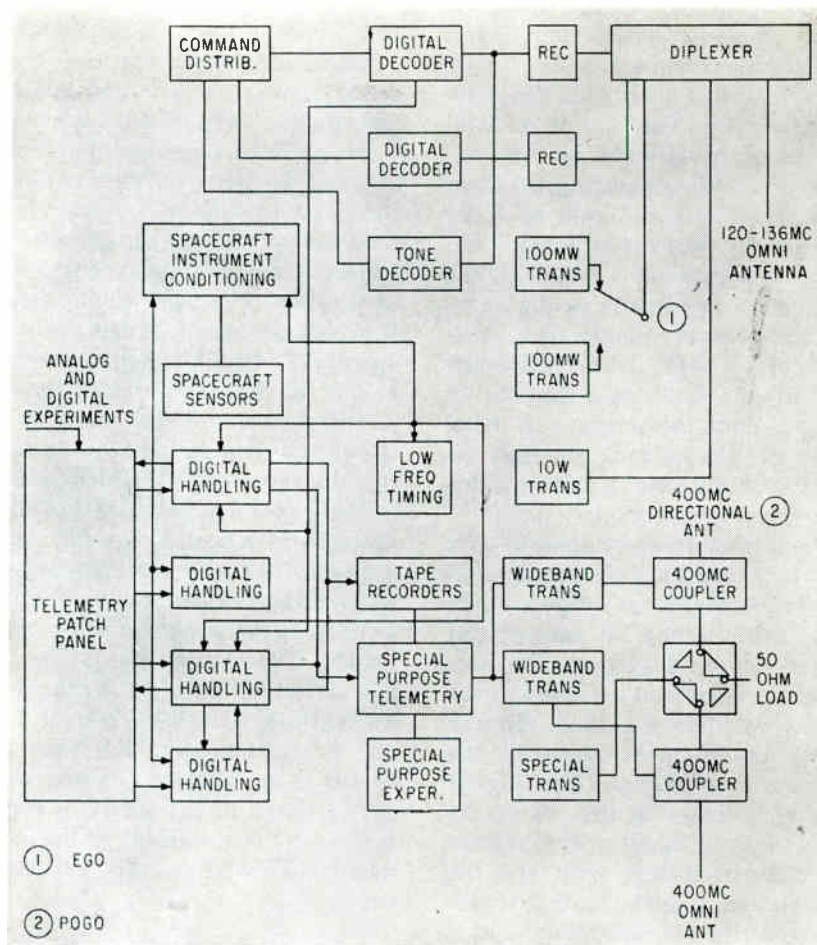 COMMAND
DISTRIB.
DIGITAL
DECODER
REC
DIPLEXER
DIGITAL
DECODER
REC
SPACECRAFT
INSTRUMENT
CONDITIONING
TONE
DECODER
100MW
TRANS
120-136MC
OMNI
ANTENNA
1
100MW
TRANS
ANALOG
AND
DIGITAL
EXPERIMENTS
SPACECRAFT
SENSORS
DIGITAL
HANDLING
LOW
FREQ
TIMING
10W
TRANS
400MC
DIRECTIONAL
ANT
2
TELEMETRY
PATCH
PANEL
DIGITAL
HANDLING
TAPE
RECORDERS
WIDEBAND
TRANS
400MC
COUPLER
DIGITAL
HANDLING
SPECIAL
PURPOSE
TELEMETRY
WIDEBAND
TRANS
50
OHM
LOAD
DIGITAL
HANDLING
SPECIAL
PURPOSE
EXPER.
SPECIAL
TRANS
400MC
COUPLER
1 EGO
2 POGO
400MC
OMNI
ANT